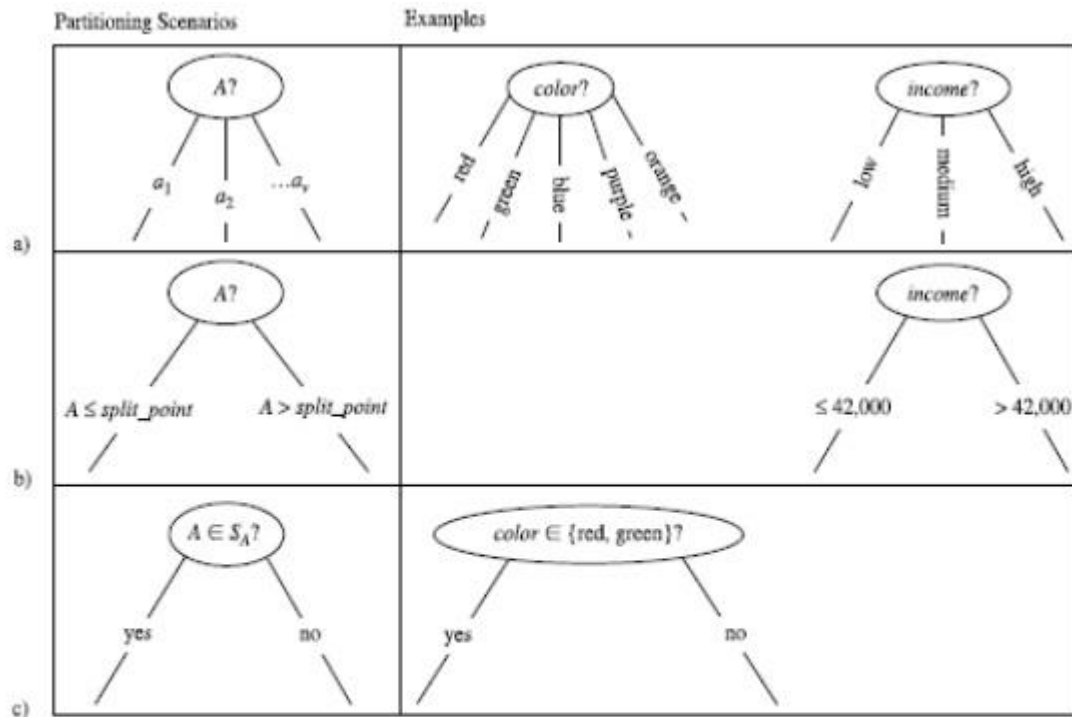 Partitioning Scenarios Examples
A? color? income?
a₁ a₂ ...aᵥ red green blue purple orange low medium high
a)
A? income?
A ≤ split_point A > split_point ≤ 42,000 > 42,000
b)
A ∈ S_A? color ∈ {red, green}?
yes no yes no
c)